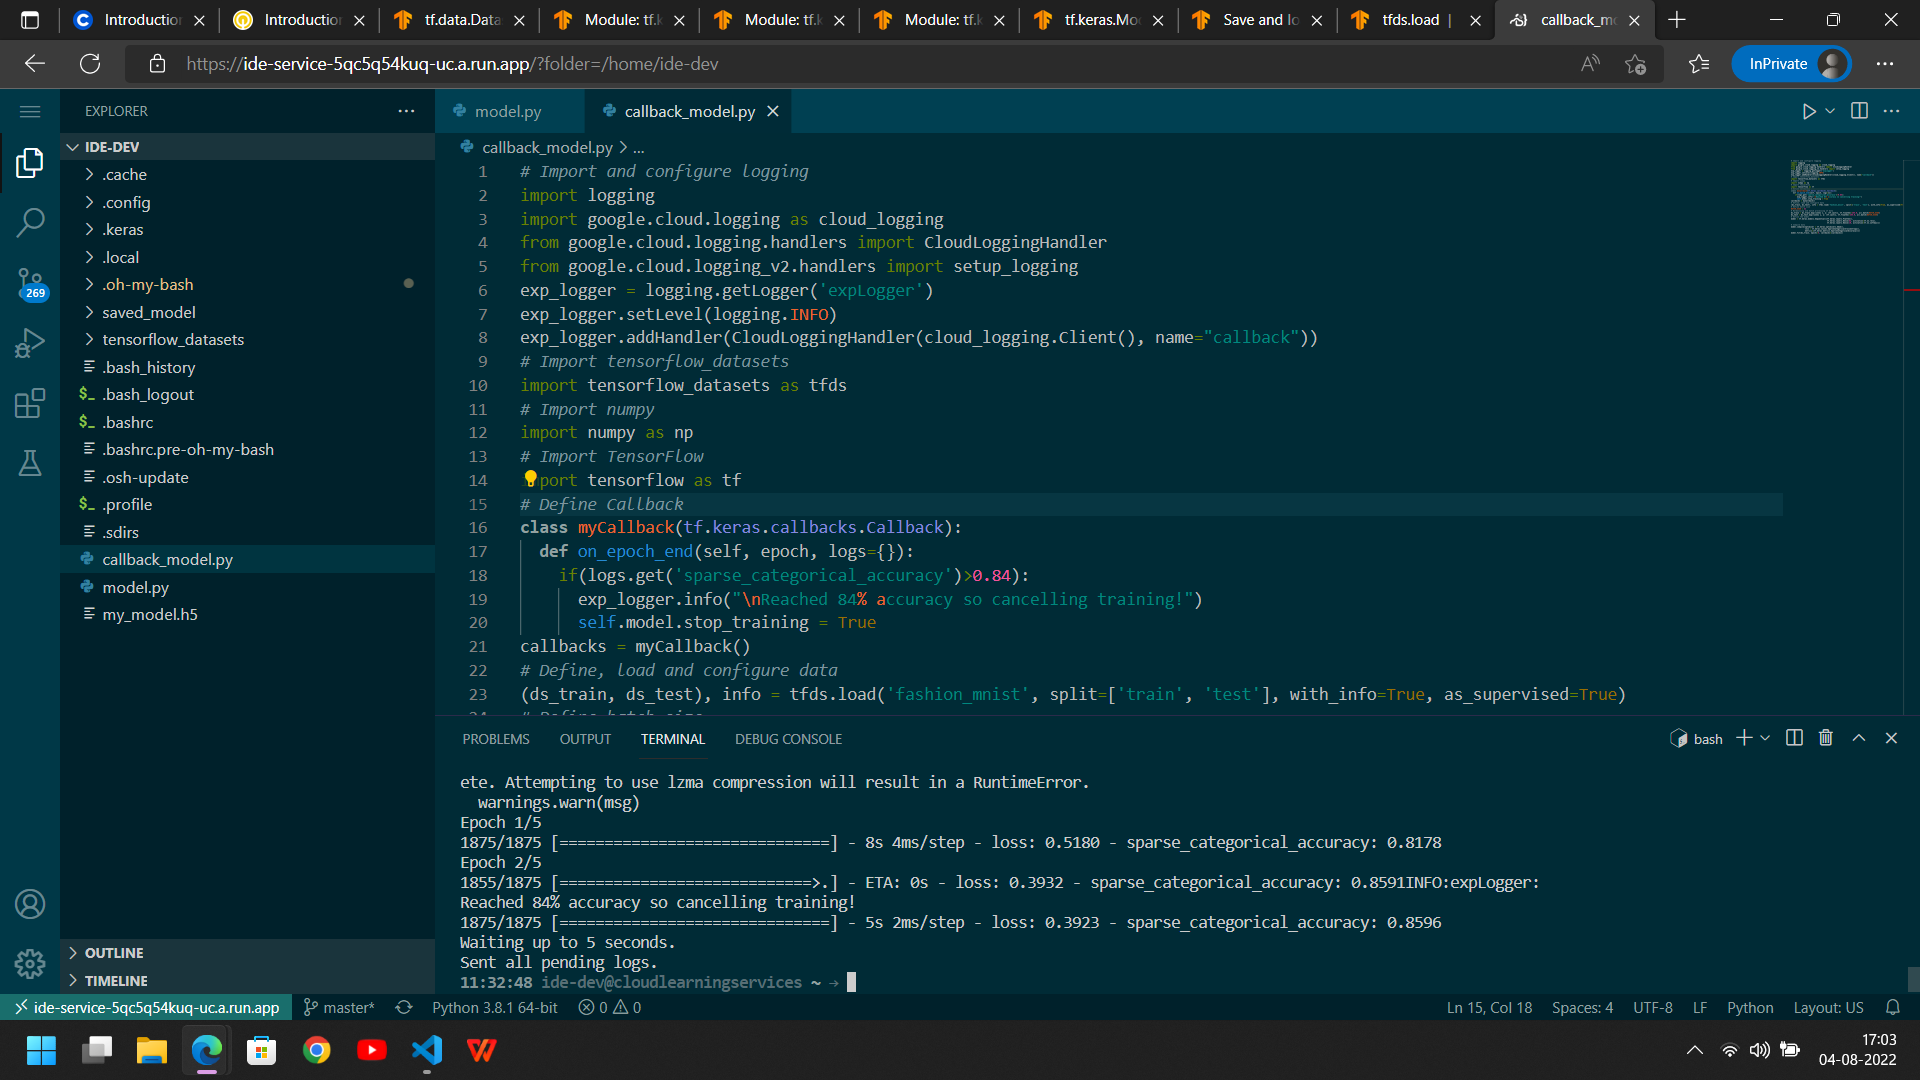 Introduction
Introduction
tf.data.Data
Module: tf.k
Module: tf.k
Module: tf.k
tf.keras.Mo
Save and lo
tfds.load |
callback_mo
https://ide-service-5qc5q54kuq-uc.a.run.app/?folder=/home/ide-dev
InPrivate
EXPLORER
IDE-DEV
.cache
.config
.keras
.local
.oh-my-bash
saved_model
tensorflow_datasets
.bash_history
.bash_logout
.bashrc
.bashrc.pre-oh-my-bash
.osh-update
.profile
.sdirs
callback_model.py
model.py
my_model.h5
OUTLINE
TIMELINE
269
model.py
callback_model.py
callback_model.py > ...
1 # Import and configure logging
2 import logging
3 import google.cloud.logging as cloud_logging
4 from google.cloud.logging.handlers import CloudLoggingHandler
5 from google.cloud.logging_v2.handlers import setup_logging
6 exp_logger = logging.getLogger('expLogger')
7 exp_logger.setLevel(logging.INFO)
8 exp_logger.addHandler(CloudLoggingHandler(cloud_logging.Client(), name="callback"))
9 # Import tensorflow_datasets
10 import tensorflow_datasets as tfds
11 # Import numpy
12 import numpy as np
13 # Import TensorFlow
14 port tensorflow as tf
15 # Define Callback
16 class myCallback(tf.keras.callbacks.Callback):
17 def on_epoch_end(self, epoch, logs={}):
18 if(logs.get('sparse_categorical_accuracy')>0.84):
19 exp_logger.info("\nReached 84% accuracy so cancelling training!")
20 self.model.stop_training = True
21 callbacks = myCallback()
22 # Define, load and configure data
23 (ds_train, ds_test), info = tfds.load('fashion_mnist', split=['train', 'test'], with_info=True, as_supervised=True)
24 # Define batch size
PROBLEMS OUTPUT TERMINAL DEBUG CONSOLE
bash
ete. Attempting to use lzma compression will result in a RuntimeError.
warnings.warn(msg)
Epoch 1/5
1875/1875 [==============================] - 8s 4ms/step - loss: 0.5180 - sparse_categorical_accuracy: 0.8178
Epoch 2/5
1855/1875 [============================>.] - ETA: 0s - loss: 0.3932 - sparse_categorical_accuracy: 0.8591INFO:expLogger:
Reached 84% accuracy so cancelling training!
1875/1875 [==============================] - 5s 2ms/step - loss: 0.3923 - sparse_categorical_accuracy: 0.8596
Waiting up to 5 seconds.
Sent all pending logs.
11:32:48 ide-dev@cloudlearningservices ~ →
ide-service-5qc5q54kuq-uc.a.run.app
master*
Python 3.8.1 64-bit
0 0
Ln 15, Col 18
Spaces: 4
UTF-8
LF
Python
Layout: US
17:03
04-08-2022